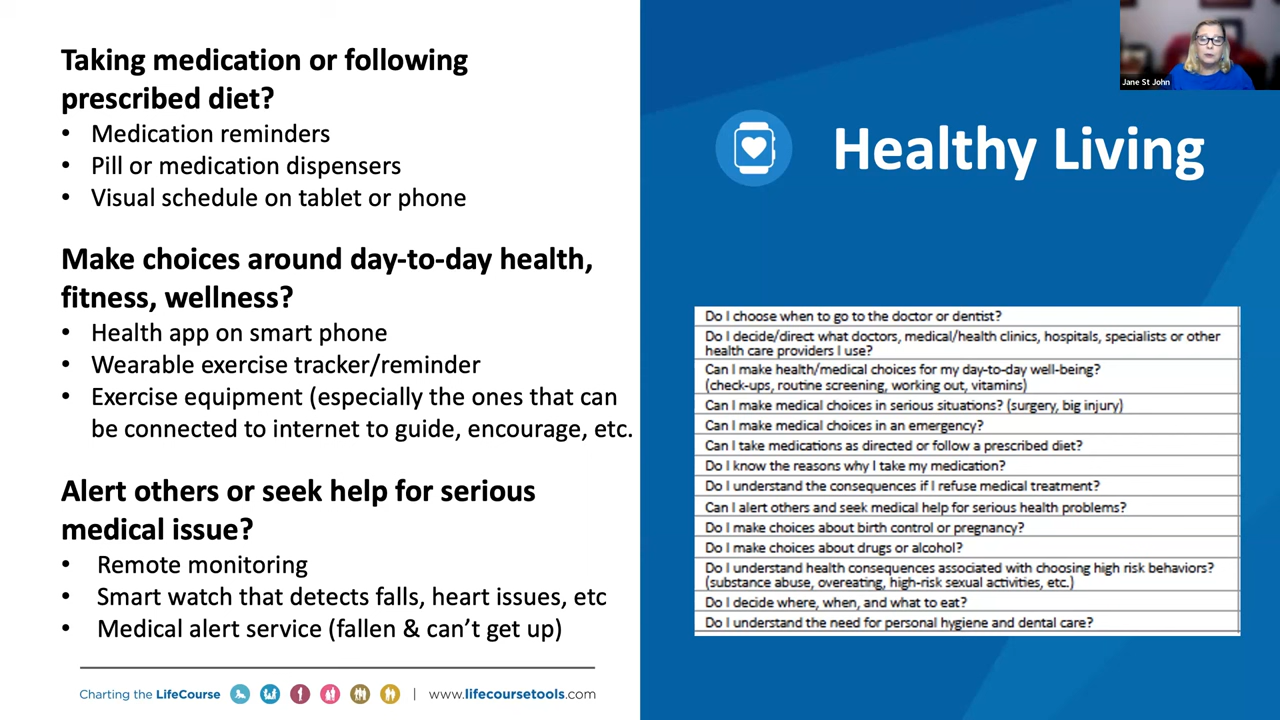 Taking medication or following
prescribed diet?
• Medication reminders
• Pill or medication dispensers
• Visual schedule on tablet or phone
Make choices around day-to-day health,
fitness, wellness?
• Health app on smart phone
• Wearable exercise tracker/reminder
• Exercise equipment (especially the ones that can
be connected to internet to guide, encourage, etc.
Alert others or seek help for serious
medical issue?
• Remote monitoring
• Smart watch that detects falls, heart issues, etc
• Medical alert service (fallen & can't get up)
Charting the LifeCourse | www.lifecoursetools.com
Jane St John
Healthy Living
Do I choose when to go to the doctor or dentist?
Do I decide/direct what doctors, medical/health clinics, hospitals, specialists or other
health care providers I use?
Can I make health/medical choices for my day-to-day well-being?
(check-ups, routine screening, working out, vitamins)
Can I make medical choices in serious situations? (surgery, big injury)
Can I make medical choices in an emergency?
Can I take medications as directed or follow a prescribed diet?
Do I know the reasons why I take my medication?
Do I understand the consequences if I refuse medical treatment?
Can I alert others and seek medical help for serious health problems?
Do I make choices about birth control or pregnancy?
Do I make choices about drugs or alcohol?
Do I understand health consequences associated with choosing high risk behaviors?
(substance abuse, overeating, high-risk sexual activities, etc.)
Do I decide where, when, and what to eat?
Do I understand the need for personal hygiene and dental care?